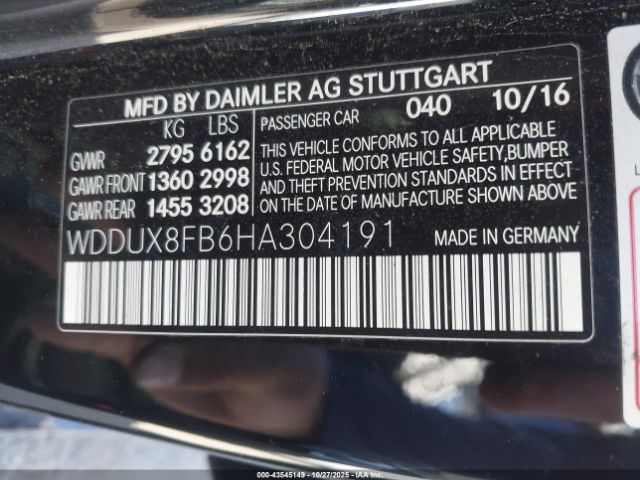 MFD BY DAIMLER AG STUTTGART
KG LBS
GVWR 2795 6162
GAWR FRONT 1360 2998
GAWR REAR 1455 3208
PASSENGER CAR 040 10/16
THIS VEHICLE CONFORMS TO ALL APPLICABLE
U.S. FEDERAL MOTOR VEHICLE SAFETY,BUMPER
AND THEFT PREVENTION STANDARDS IN EFFECT
ON THE DATE OF MANUFACTURE SHOWN ABOVE
WDDUX8FB6HA304191 MADE IN GERMANY
000-43545149 - 10/27/2025 - IAA Inc.